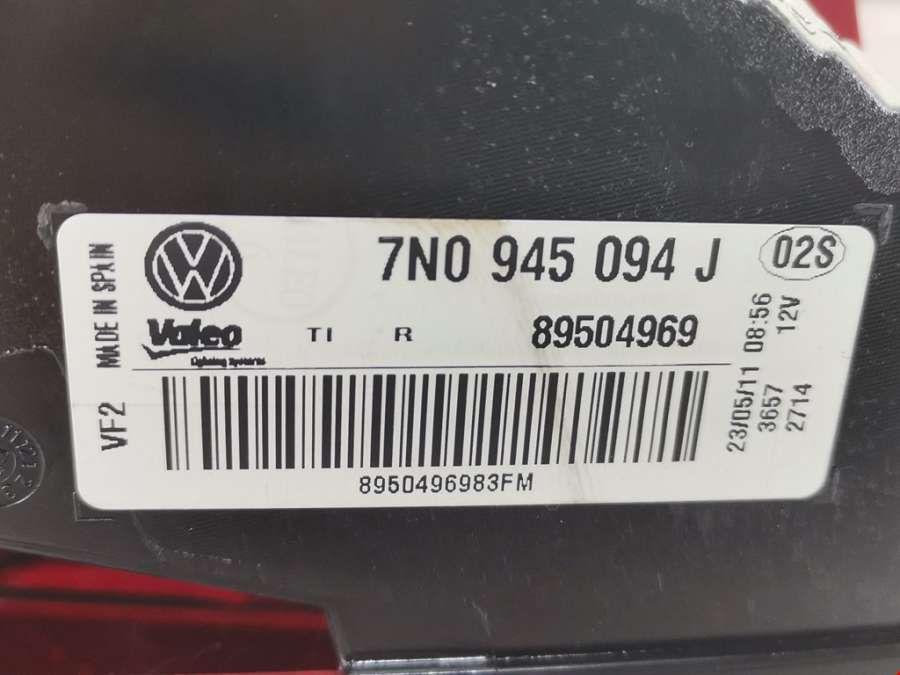 7N0 945 094 J
02S
MADE IN SPAIN
Valeo
Lighting Systems
TI R
89504969
VF2
8950496983FM
23/05/11 08:56
3657 12V
2714